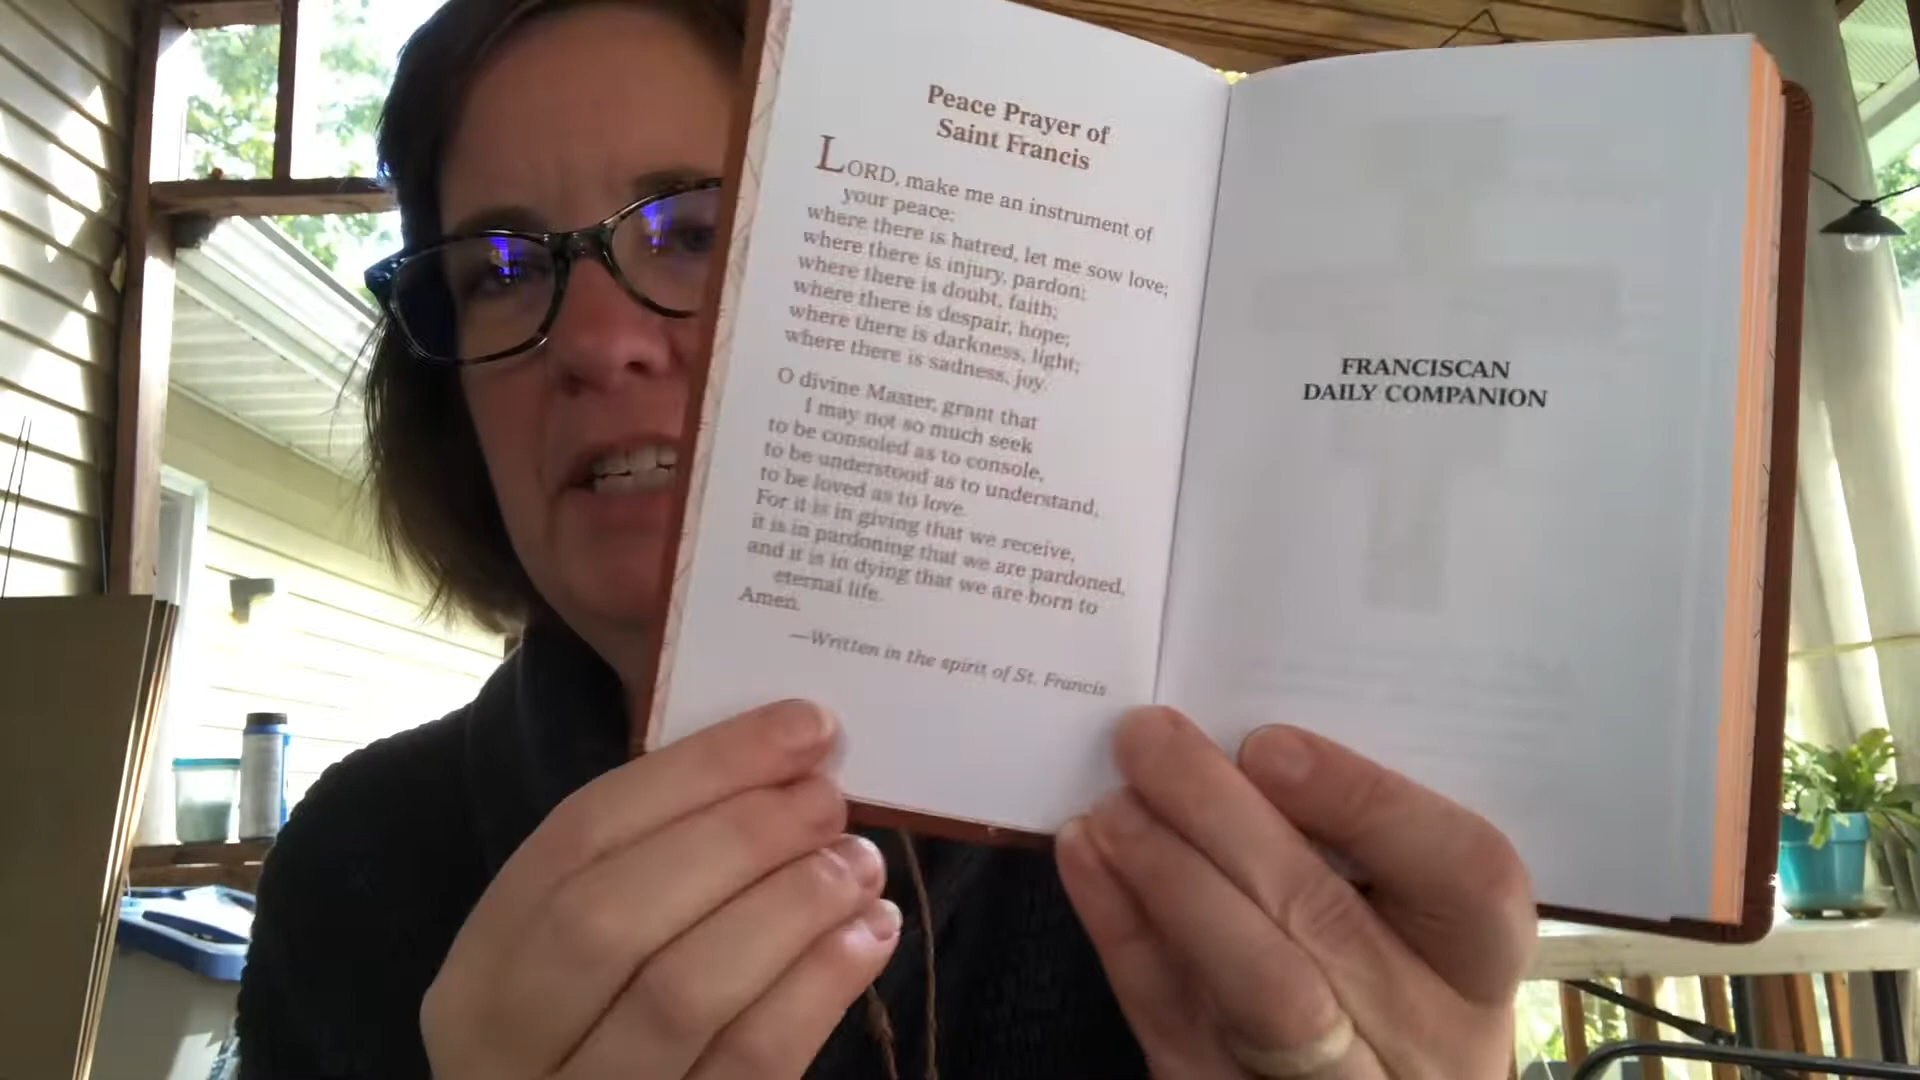 Peace Prayer of
Saint Francis
LORD, make me an instrument of
your peace:
where there is hatred, let me sow love;
where there is injury, pardon;
where there is doubt, faith;
where there is despair, hope;
where there is darkness, light;
where there is sadness, joy.
O divine Master, grant that
I may not so much seek
to be consoled as to console,
to be understood as to understand,
to be loved as to love.
For it is in giving that we receive,
it is in pardoning that we are pardoned,
and it is in dying that we are born to
eternal life.
Amen.
—Written in the spirit of St. Francis
FRANCISCAN
DAILY COMPANION